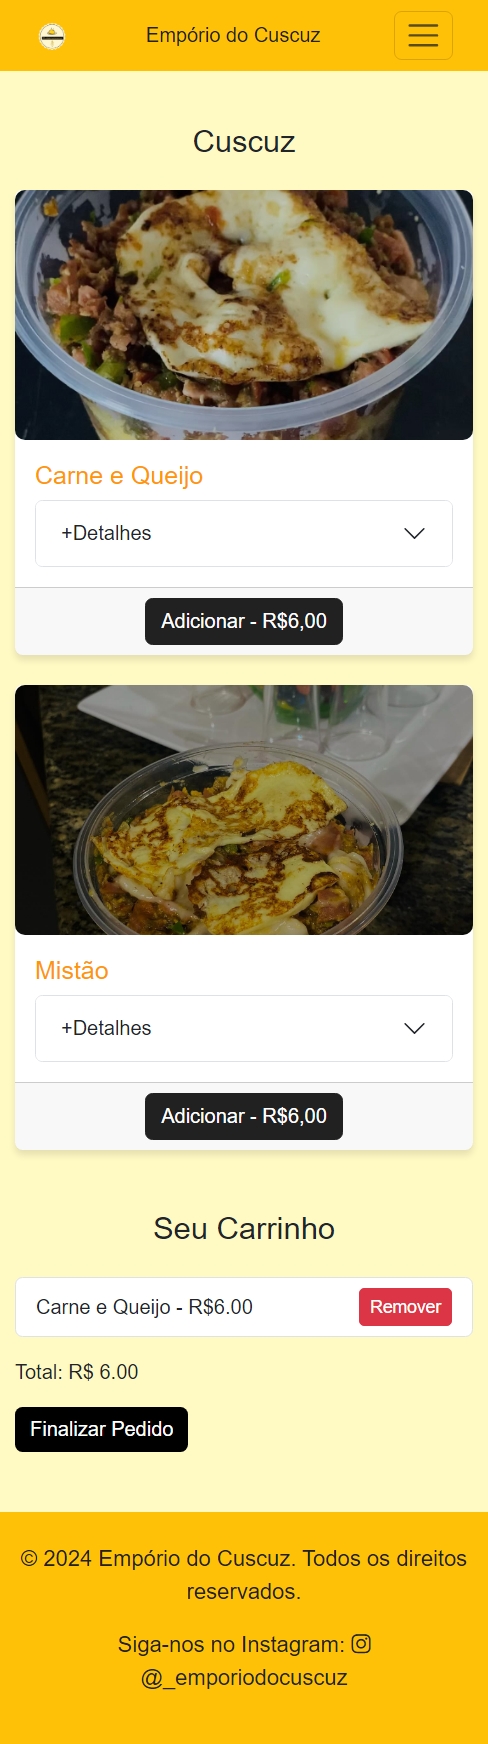 Empório do Cuscuz
Cuscuz
Carne e Queijo
+Detalhes
Adicionar - R$6,00
Mistão
+Detalhes
Adicionar - R$6,00
Seu Carrinho
Carne e Queijo - R$6.00
Remover
Total: R$ 6.00
Finalizar Pedido
© 2024 Empório do Cuscuz. Todos os direitos
reservados.
Siga-nos no Instagram:
@_emporiodocuscuz